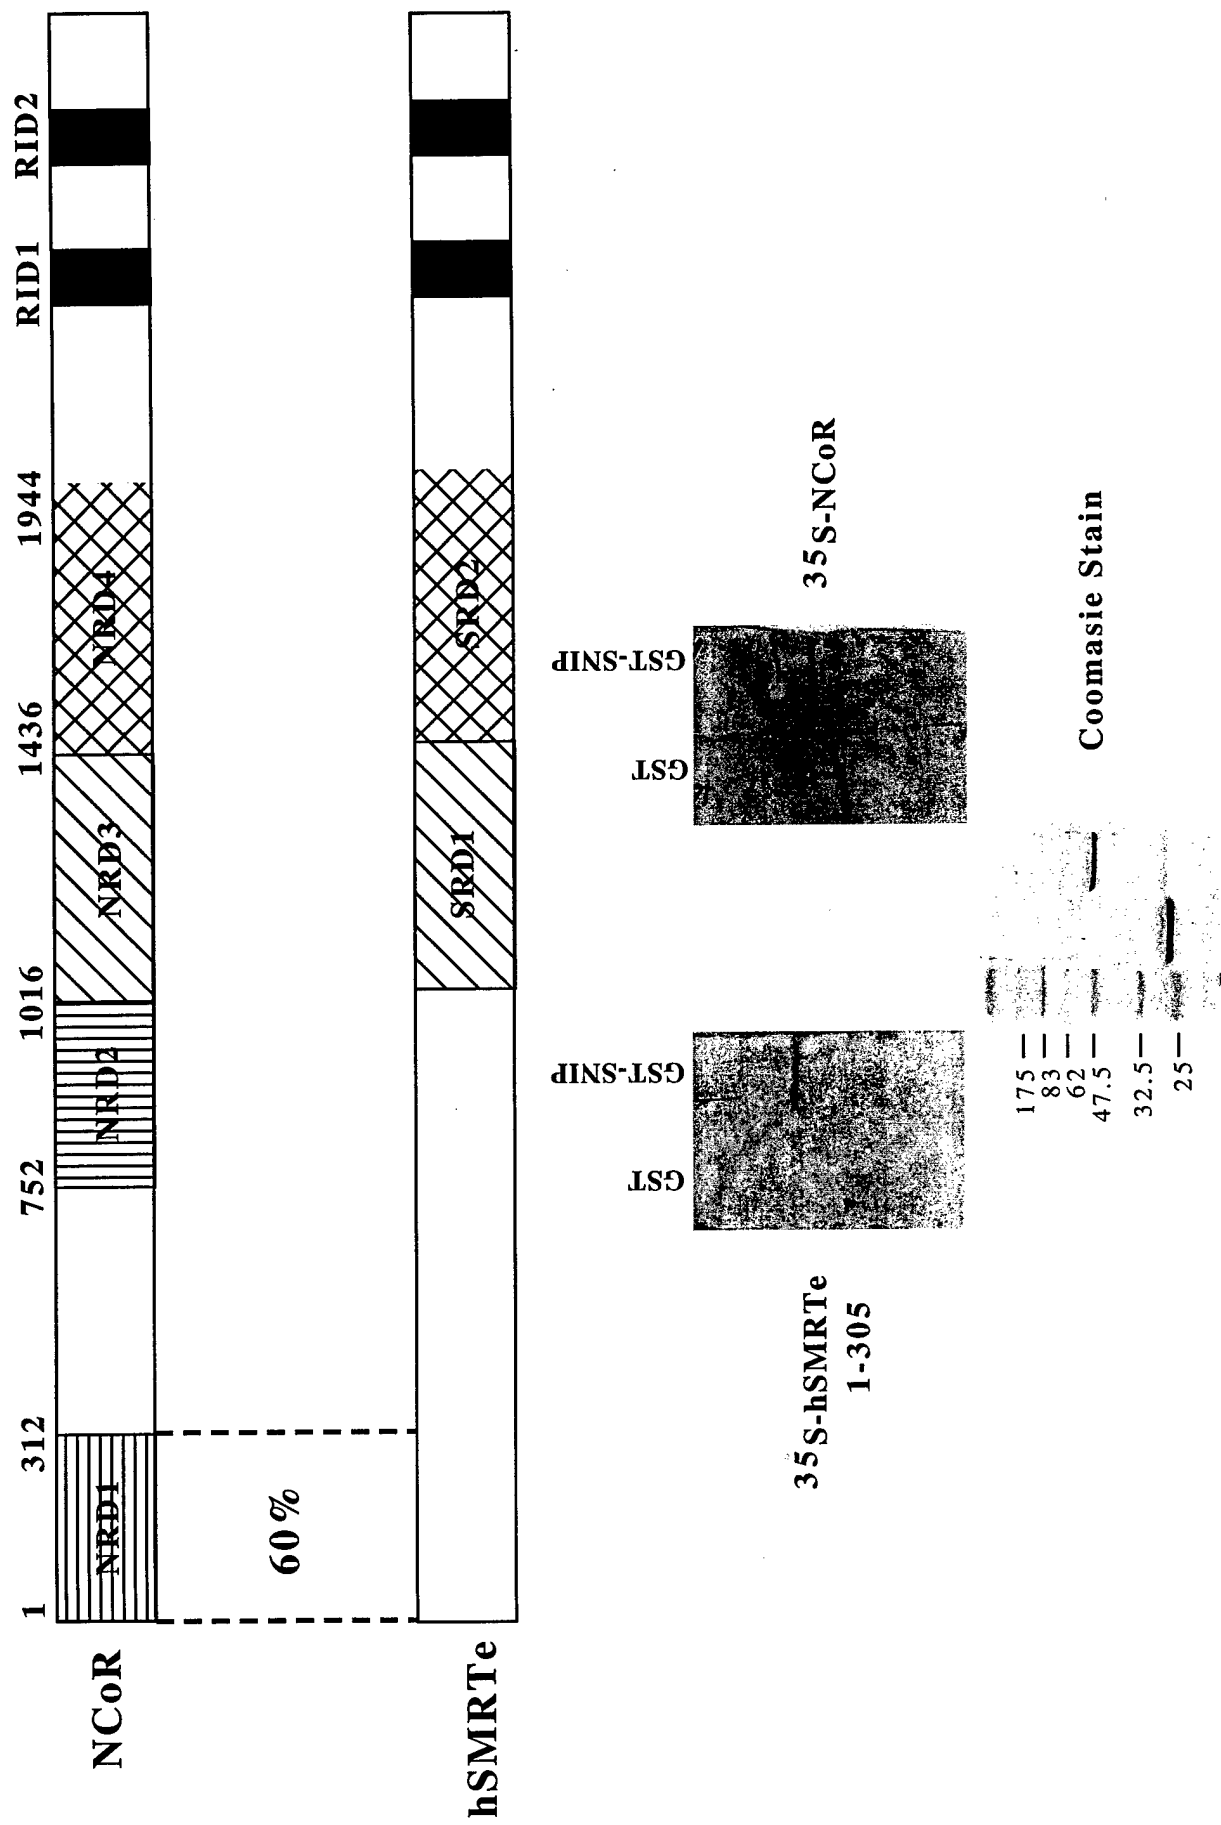 1 312 752 1016 1436 1944 RID1 RID2
NCoR NRD1 NRD2 NRD3 NRD4
60%
hSMRTe SRD1 SRD2
GST GST-SNIP
GST GST-SNIP
35S-hSMRTe
1-305
35S-NCoR
175
83
62
47.5
32.5
25
Coomasie Stain